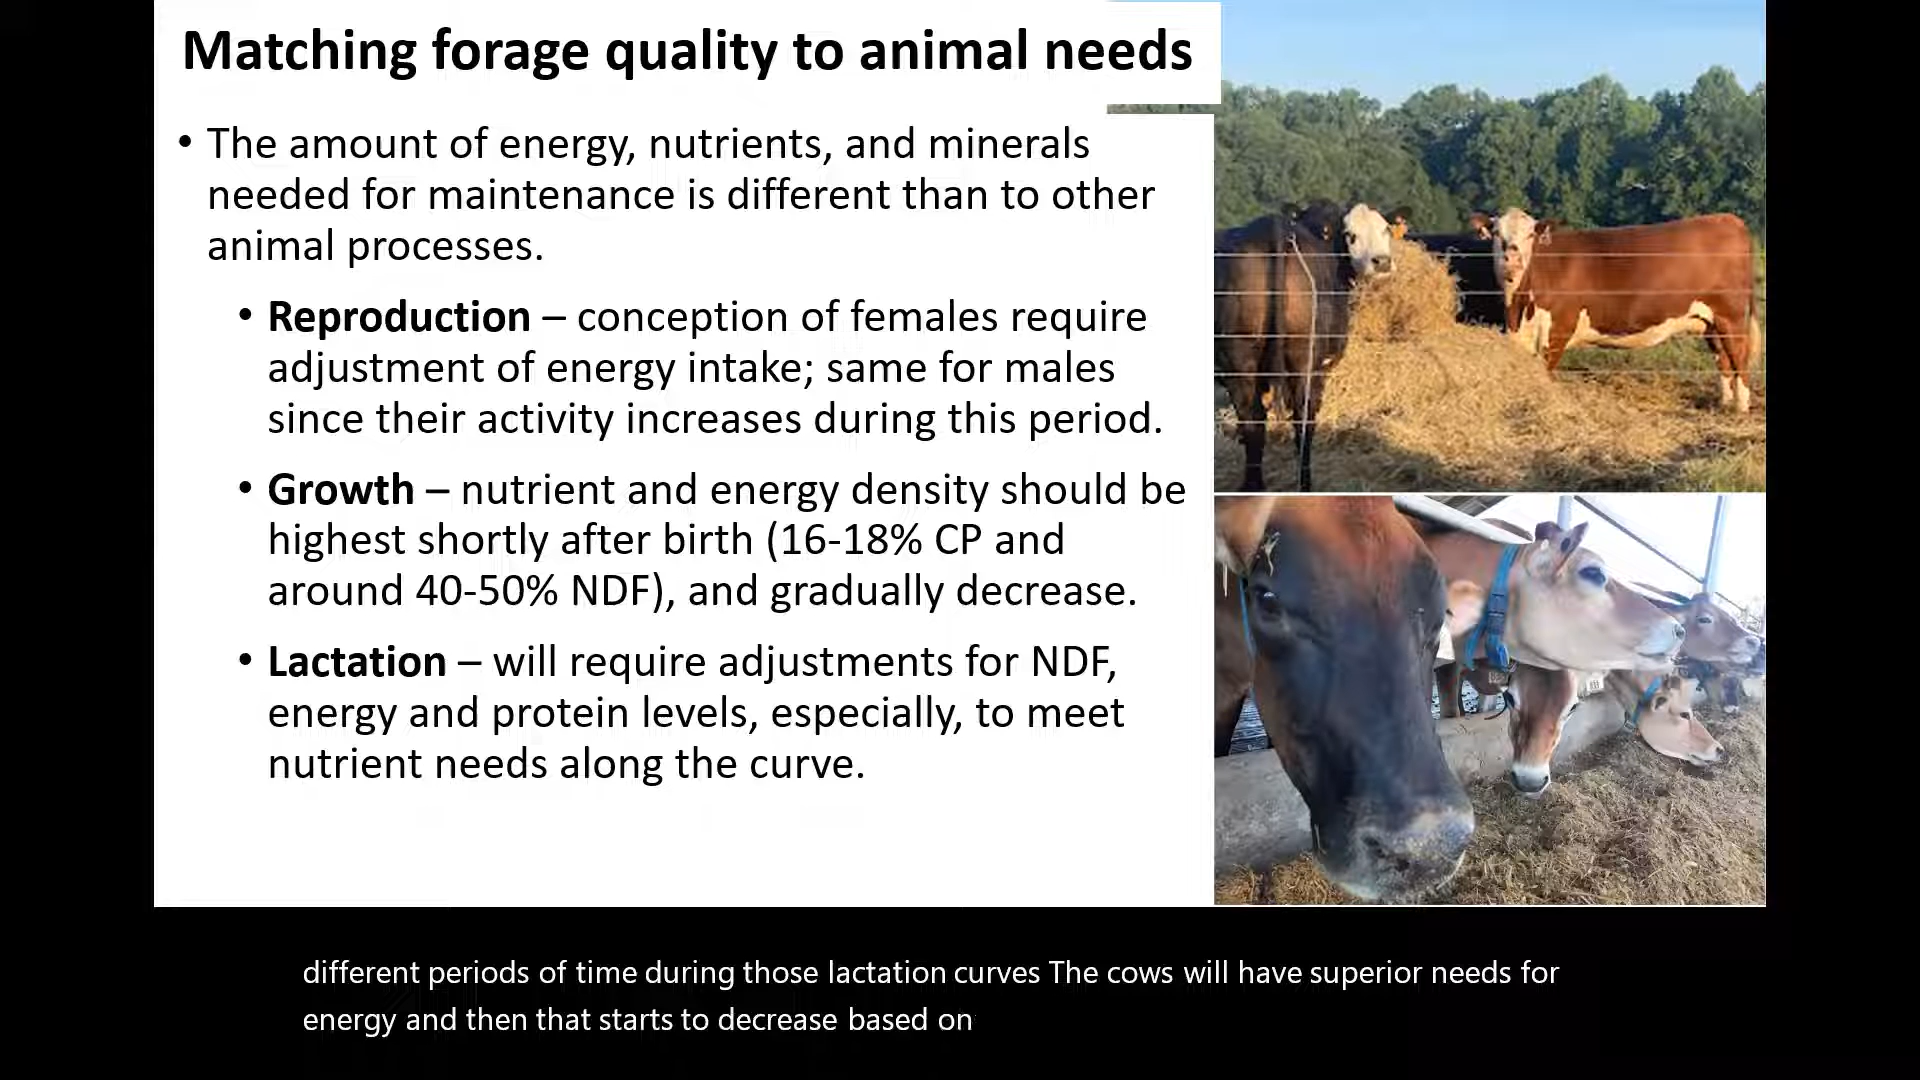 Matching forage quality to animal needs
• The amount of energy, nutrients, and minerals
needed for maintenance is different than to other
animal processes.
• Reproduction – conception of females require
adjustment of energy intake; same for males
since their activity increases during this period.
• Growth – nutrient and energy density should be
highest shortly after birth (16-18% CP and
around 40-50% NDF), and gradually decrease.
• Lactation – will require adjustments for NDF,
energy and protein levels, especially, to meet
nutrient needs along the curve.
different periods of time during those lactation curves The cows will have superior needs for
energy and then that starts to decrease based on